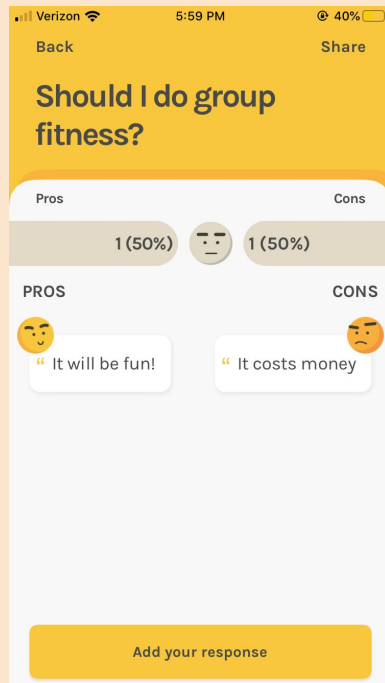 Verizon 5:59 PM 40%
Back Share
Should I do group
fitness?
Pros Cons
1 (50%) 1 (50%)
PROS CONS
“ It will be fun! “ It costs money
Add your response